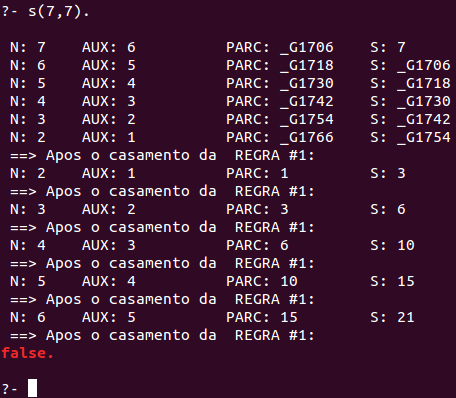 ?- s(7,7).
N: 7 AUX: 6 PARC: _G1706 S: 7
N: 6 AUX: 5 PARC: _G1718 S: _G1706
N: 5 AUX: 4 PARC: _G1730 S: _G1718
N: 4 AUX: 3 PARC: _G1742 S: _G1730
N: 3 AUX: 2 PARC: _G1754 S: _G1742
N: 2 AUX: 1 PARC: _G1766 S: _G1754
==> Apos o casamento da  REGRA #1:
N: 2 AUX: 1 PARC: 1 S: 3
==> Apos o casamento da  REGRA #1:
N: 3 AUX: 2 PARC: 3 S: 6
==> Apos o casamento da  REGRA #1:
N: 4 AUX: 3 PARC: 6 S: 10
==> Apos o casamento da  REGRA #1:
N: 5 AUX: 4 PARC: 10 S: 15
==> Apos o casamento da  REGRA #1:
N: 6 AUX: 5 PARC: 15 S: 21
==> Apos o casamento da  REGRA #1:
false.
?-